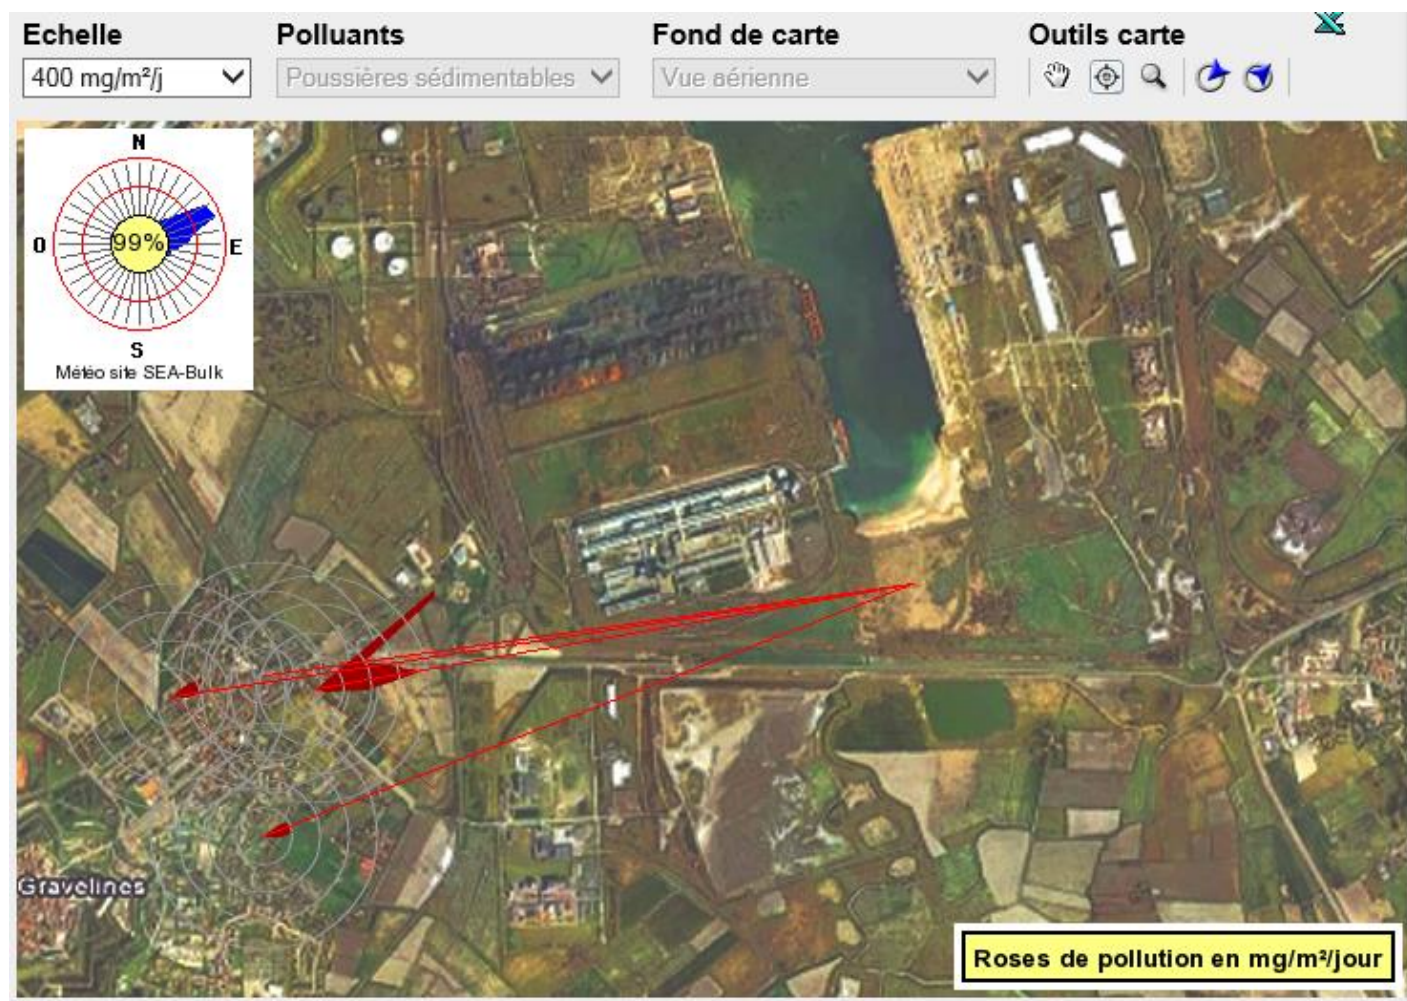 Echelle
Polluants
Fond de carte
Outils carte
400 mg/m²/j
Poussières sédimentables
Vue aérienne
N
99%
O
E
S
Météo site SEA-Bulk
Gravelines
Roses de pollution en mg/m²/jour